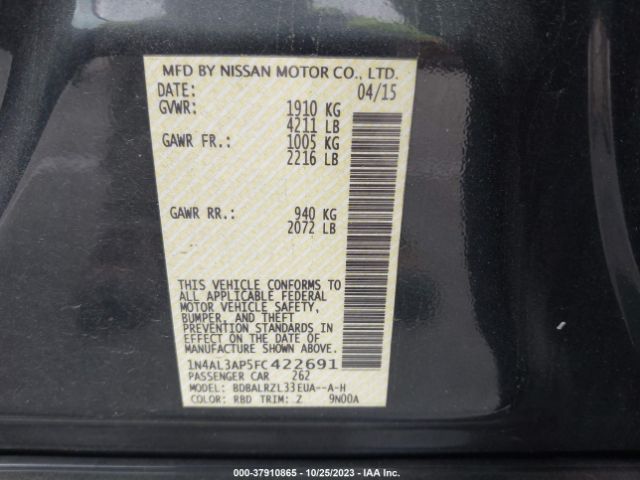 MFD BY NISSAN MOTOR CO., LTD.
DATE: 04/15
GVWR: 1910 KG
4211 LB
GAWR FR.: 1005 KG
2216 LB
GAWR RR.: 940 KG
2072 LB
THIS VEHICLE CONFORMS TO
ALL APPLICABLE FEDERAL
MOTOR VEHICLE SAFETY,
BUMPER, AND THEFT
PREVENTION STANDARDS IN
EFFECT ON THE DATE OF
MANUFACTURE SHOWN ABOVE.
1N4AL3AP5FC422691
PASSENGER CAR 262
MODEL: BDBALRZL33EUA--A-H
COLOR: RBD TRIM: Z 9N00A
000-37910865 - 10/25/2023 - IAA Inc.